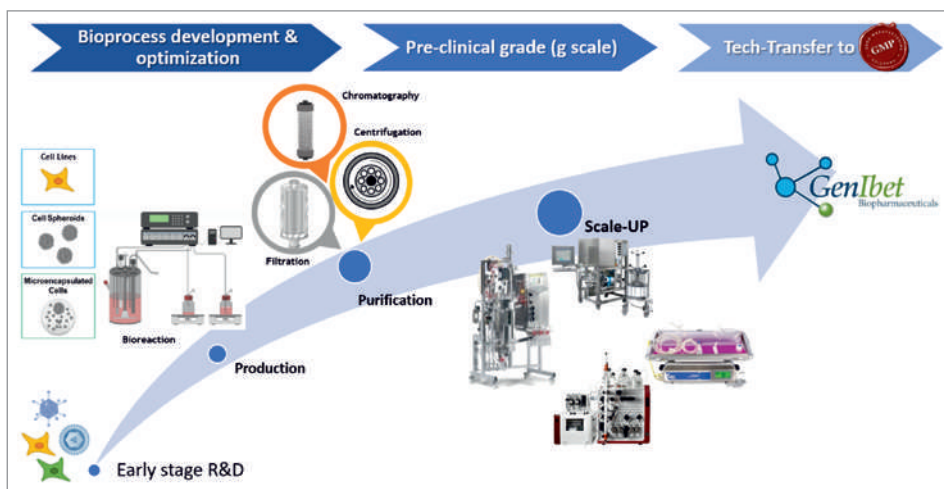 Bioprocess development &
optimization
Pre-clinical grade (g scale)
Tech-Transfer to
GMP
Chromatography
Centrifugation
Cell Lines
Cell Spheroids
Microencapsulated
Cells
Filtration
Bioreaction
Purification
Scale-UP
GenIbet
Biopharmaceuticals
Production
Early stage R&D